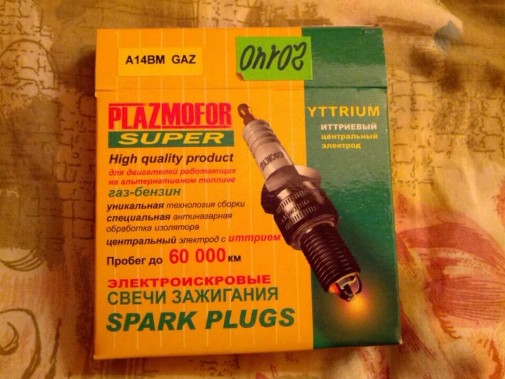 A14BM GAZ
PLAZMOFOR
SUPER
High quality product
для двигателей работающих
на альтернативном топливе
газ-бензин
уникальная технология сборки
специальная антинагарная
обработка изолятора
центральный электрод с иттрием
Пробег до 60 000 км
ЭЛЕКТРОИСКРОВЫЕ
СВЕЧИ ЗАЖИГАНИЯ
SPARK PLUGS
YTTRIUM
ИТТРИЕВЫЙ
центральный
электрод
PLAZMOFOR